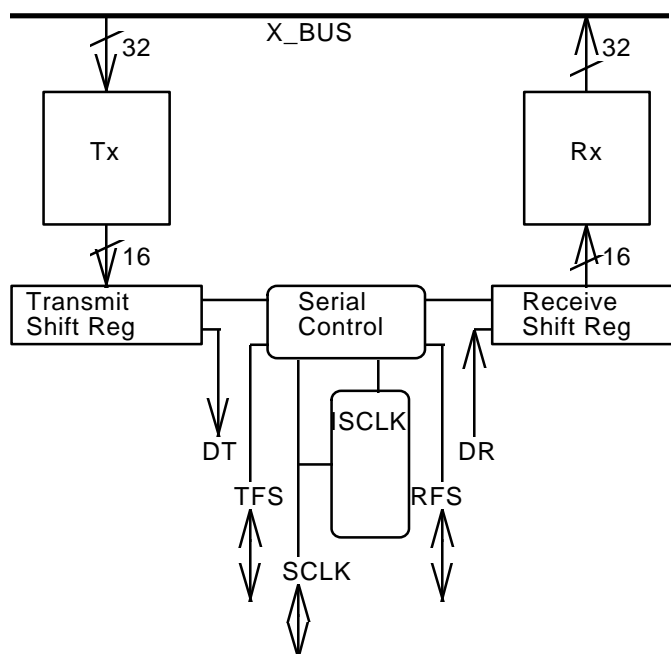 X_BUS
32
32
Tx
Rx
16
16
Transmit
Shift Reg
Serial
Control
Receive
Shift Reg
ISCLK
DT
DR
TFS
RFS
SCLK